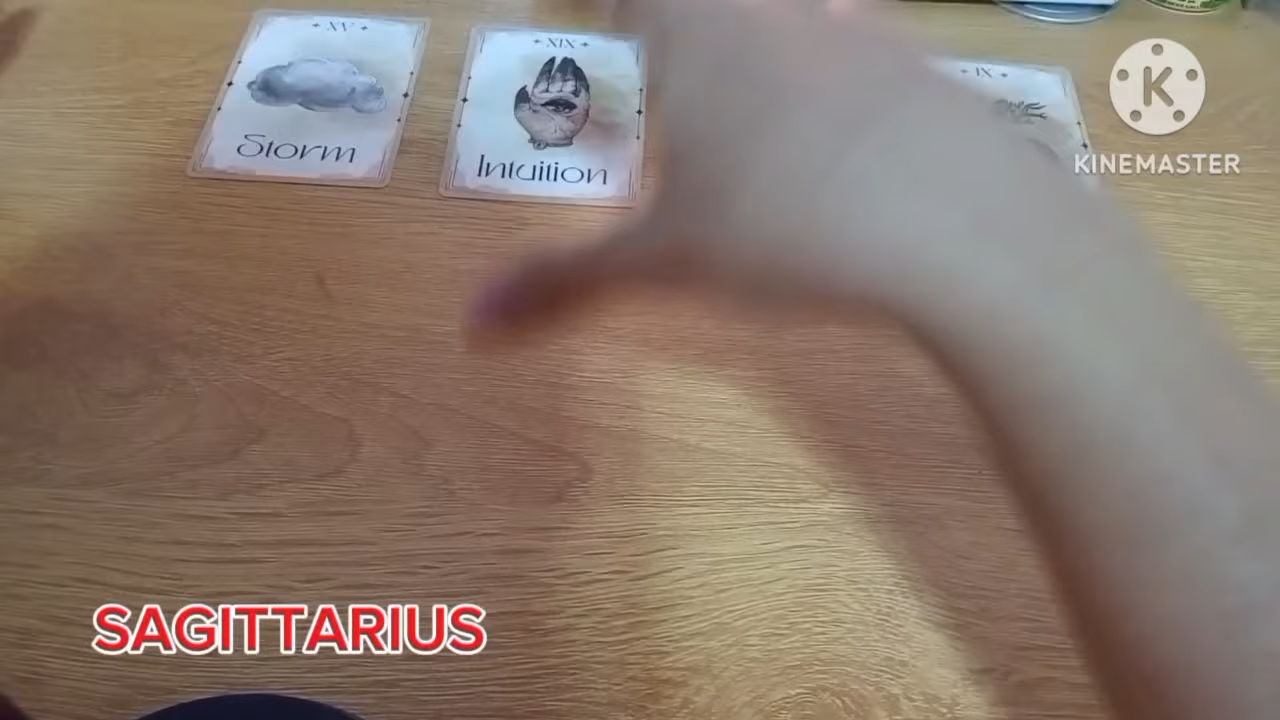 XV
Storm
XIX
Intuition
IX
K
KINEMASTER
SAGITTARIUS